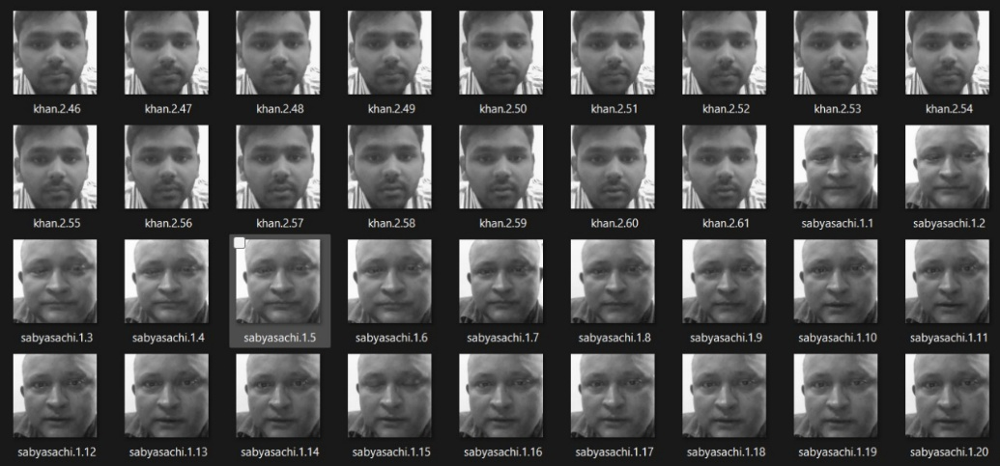 khan.2.46 khan.2.47 khan.2.48 khan.2.49 khan.2.50 khan.2.51 khan.2.52 khan.2.53 khan.2.54
khan.2.55 khan.2.56 khan.2.57 khan.2.58 khan.2.59 khan.2.60 khan.2.61 sabyasachi.1.1 sabyasachi.1.2
sabyasachi.1.3 sabyasachi.1.4 sabyasachi.1.5 sabyasachi.1.6 sabyasachi.1.7 sabyasachi.1.8 sabyasachi.1.9 sabyasachi.1.10 sabyasachi.1.11
sabyasachi.1.12 sabyasachi.1.13 sabyasachi.1.14 sabyasachi.1.15 sabyasachi.1.16 sabyasachi.1.17 sabyasachi.1.18 sabyasachi.1.19 sabyasachi.1.20